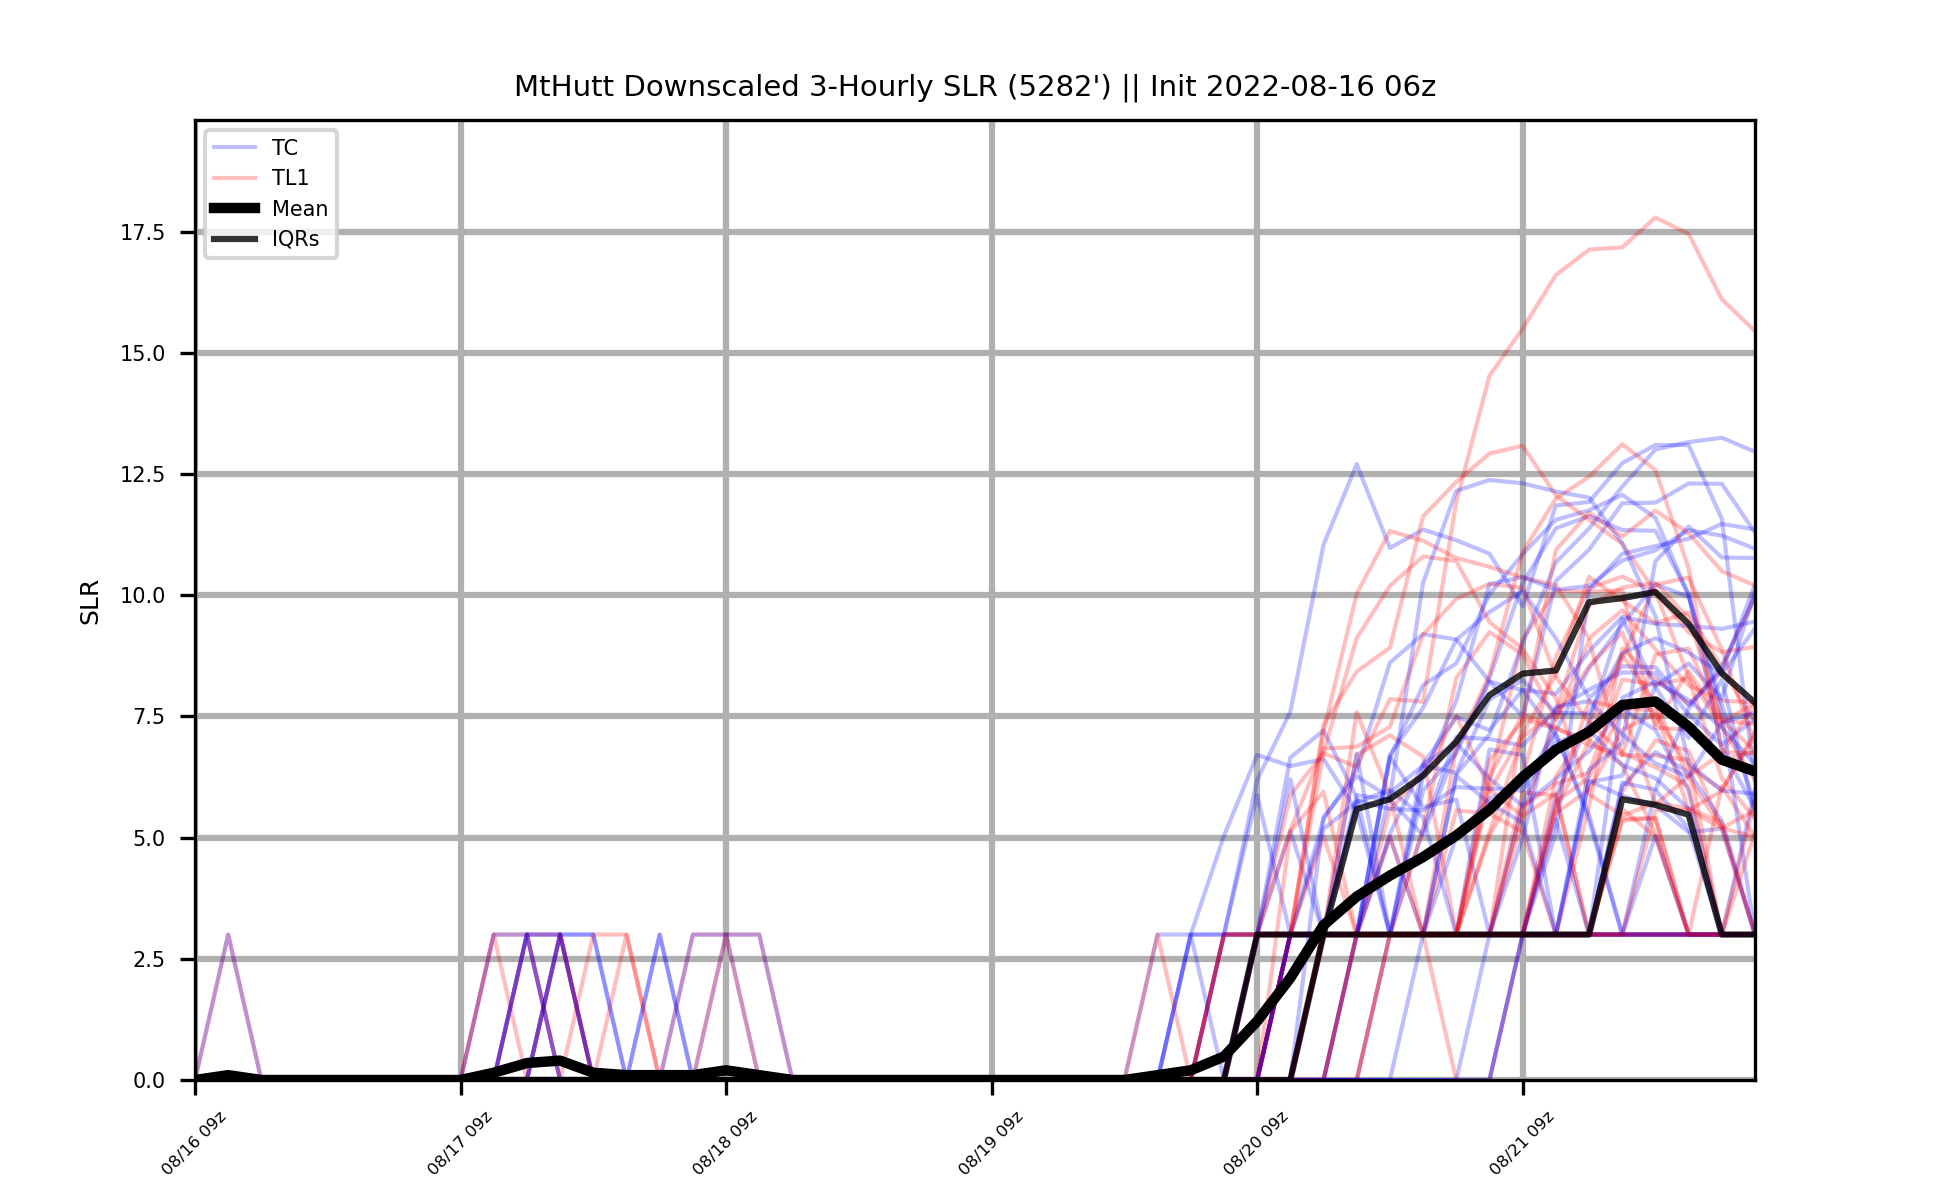 MtHutt Downscaled 3-Hourly SLR (5282') || Init 2022-08-16 06z
TC
TL1
Mean
IQRs
SLR
17.5
15.0
12.5
10.0
7.5
5.0
2.5
0.0
08/16 09z
08/17 09z
08/18 09z
08/19 09z
08/20 09z
08/21 09z